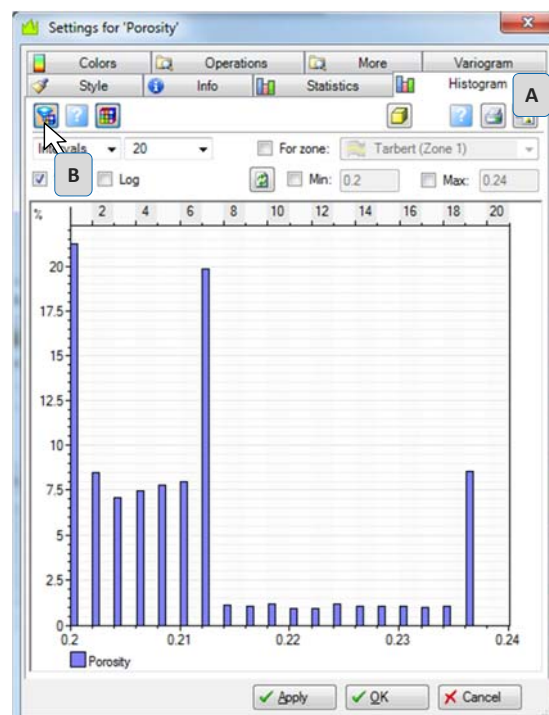 Settings for 'Porosity'
Colors Operations More Variogram
Style Info Statistics Histogram
A
20 For zone: Tarbert (Zone 1)
B
Log Min: 0.2 Max: 0.24
% 2 4 6 8 10 12 14 16 18 20
20
17.5
15
12.5
10
7.5
5
2.5
0
0.2 0.21 0.22 0.23 0.24
Porosity
Apply OK Cancel